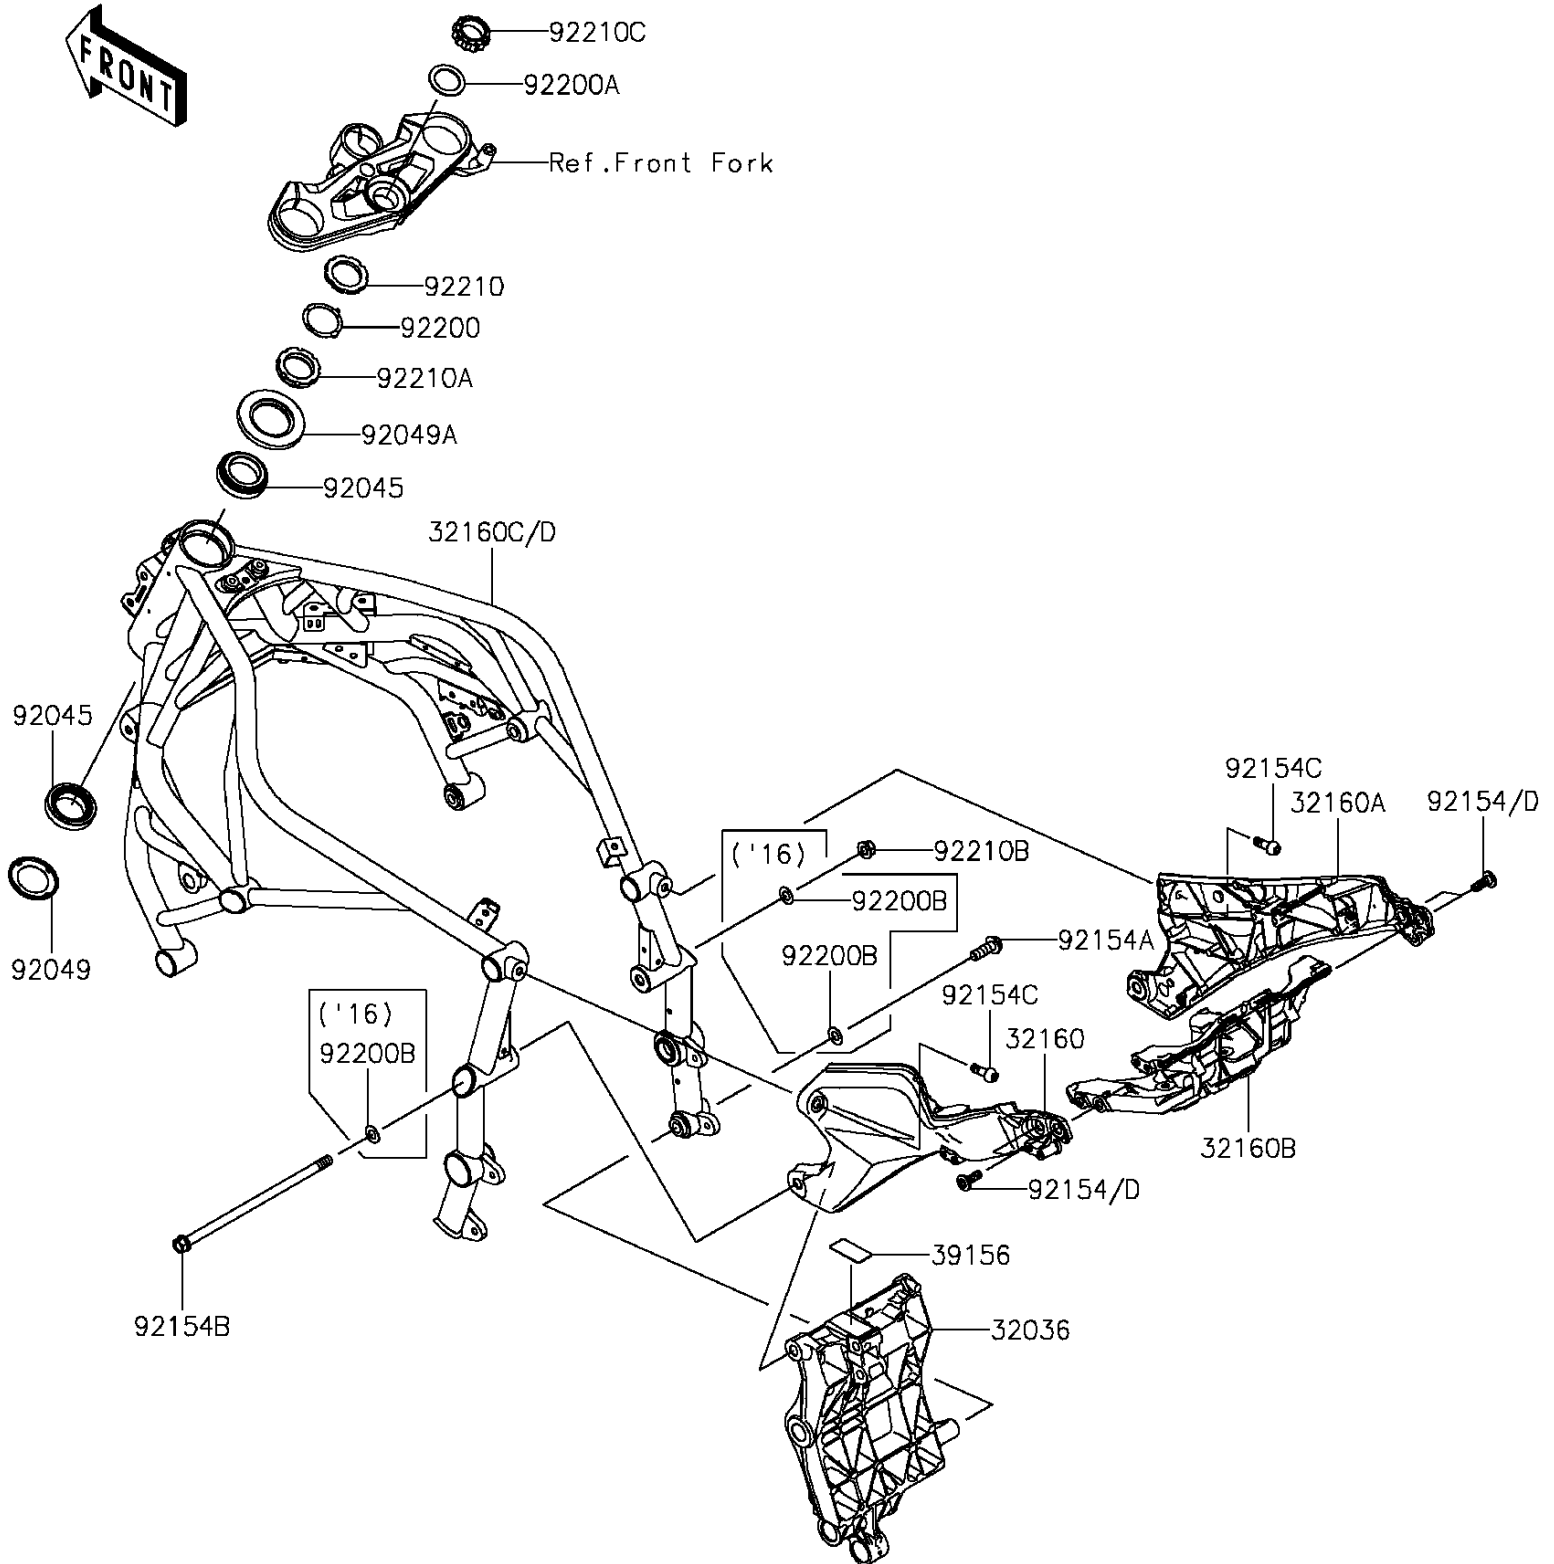 FRONT
92210C
92200A
Ref.Front Fork
92210
92200
92210A
92049A
92045
32160C/D
92045
92154C
32160A
92154/D
('16)
92210B
92200B
92154A
92200B
92049
92154C
('16)
32160
92200B
32160B
92154/D
39156
92154B
32036